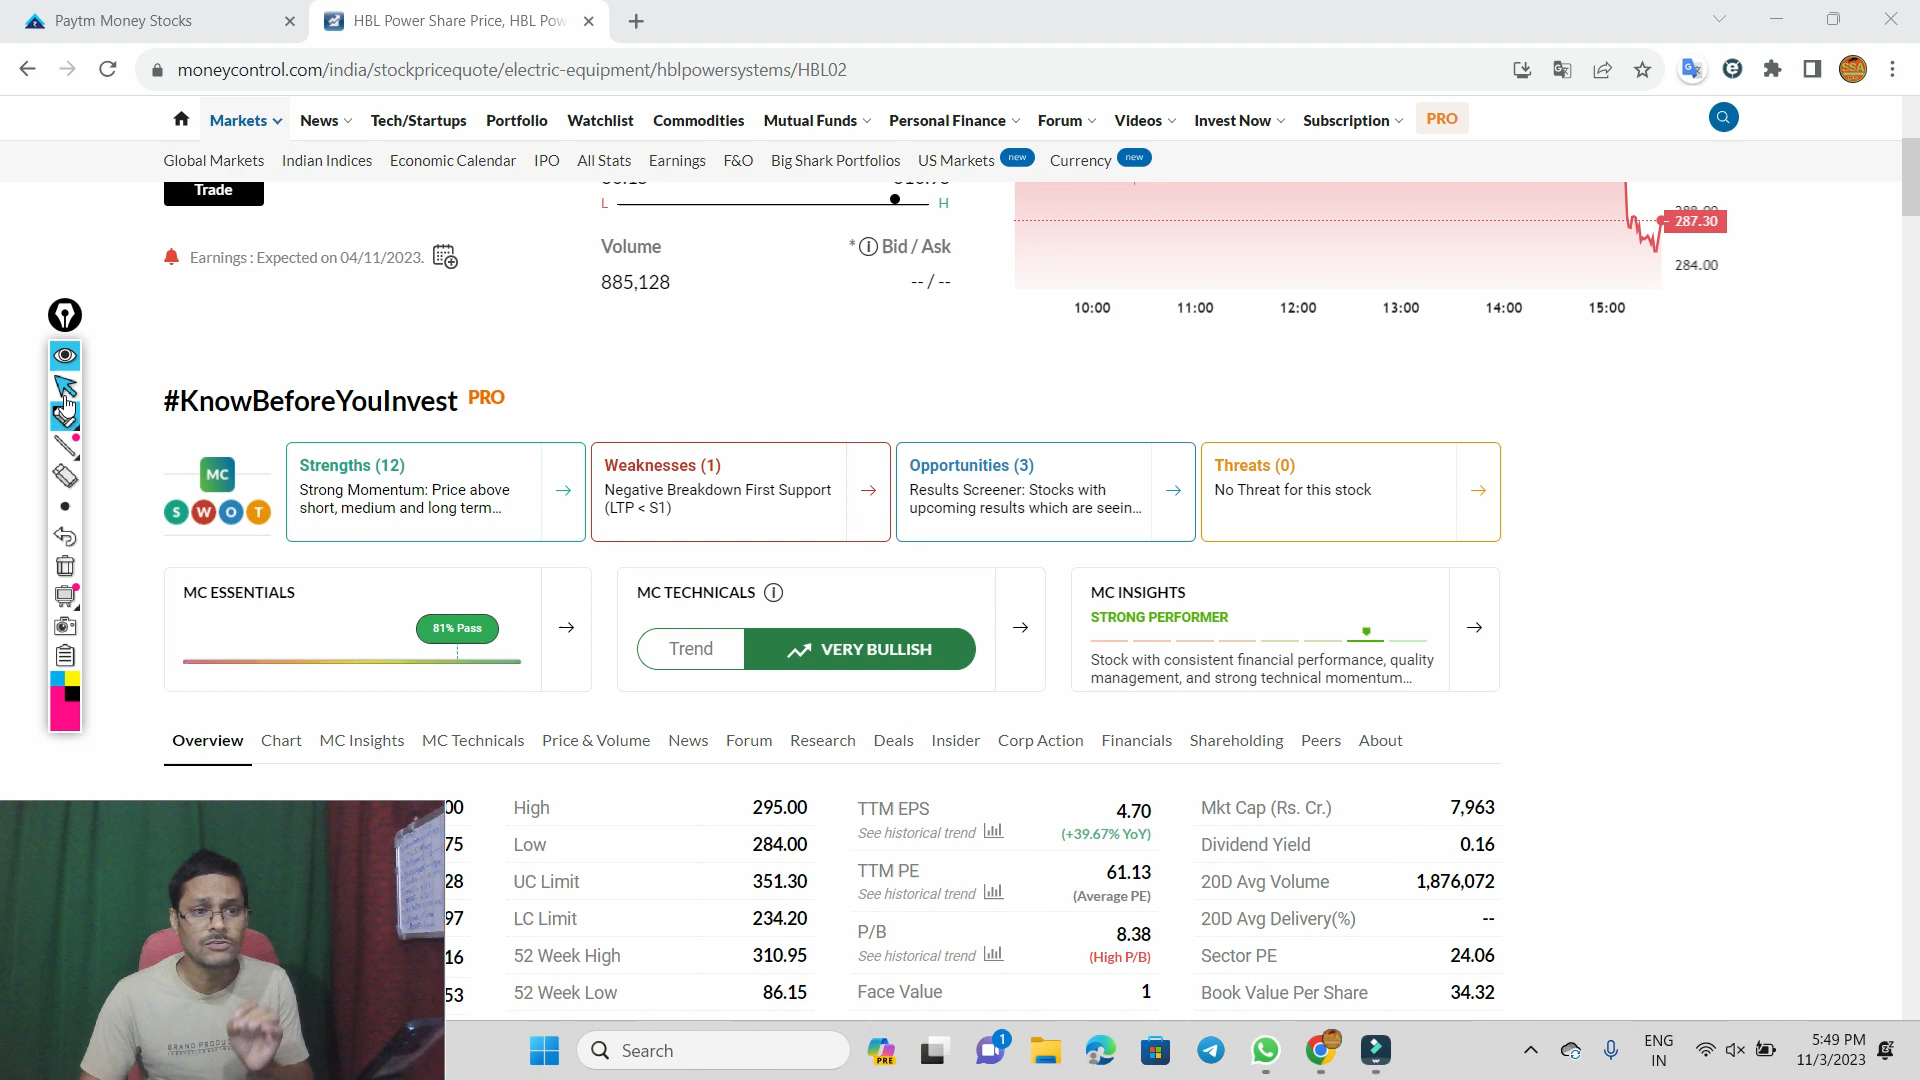 Paytm Money Stocks
HBL Power Share Price, HBL Pow
moneycontrol.com/india/stockpricequote/electric-equipment/hblpowersystems/HBL02
Markets News Tech/Startups Portfolio Watchlist Commodities Mutual Funds Personal Finance Forum Videos Invest Now Subscription PRO
Global Markets Indian Indices Economic Calendar IPO All Stats Earnings F&O Big Shark Portfolios US Markets new Currency new
Trade
L H
288.00
287.30
284.00
Volume * Bid / Ask
885,128 -- / --
Earnings : Expected on 04/11/2023.
10:00 11:00 12:00 13:00 14:00 15:00
#KnowBeforeYouInvest PRO
MC
S W O T
Strengths (12)
Strong Momentum: Price above
short, medium and long term...
Weaknesses (1)
Negative Breakdown First Support
(LTP < S1)
Opportunities (3)
Results Screener: Stocks with
upcoming results which are seein...
Threats (0)
No Threat for this stock
MC ESSENTIALS
81% Pass
MC TECHNICALS
Trend VERY BULLISH
MC INSIGHTS
STRONG PERFORMER
Stock with consistent financial performance, quality
management, and strong technical momentum...
Overview Chart MC Insights MC Technicals Price & Volume News Forum Research Deals Insider Corp Action Financials Shareholding Peers About
00
75
28
97
16
53
High 295.00
Low 284.00
UC Limit 351.30
LC Limit 234.20
52 Week High 310.95
52 Week Low 86.15
TTM EPS 4.70
See historical trend (+39.67% YoY)
TTM PE 61.13
See historical trend (Average PE)
P/B 8.38
See historical trend (High P/B)
Face Value 1
Mkt Cap (Rs. Cr.) 7,963
Dividend Yield 0.16
20D Avg Volume 1,876,072
20D Avg Delivery(%) --
Sector PE 24.06
Book Value Per Share 34.32
BRAND PRODU
Search
PRE
1
ENG
IN
5:49 PM
11/3/2023